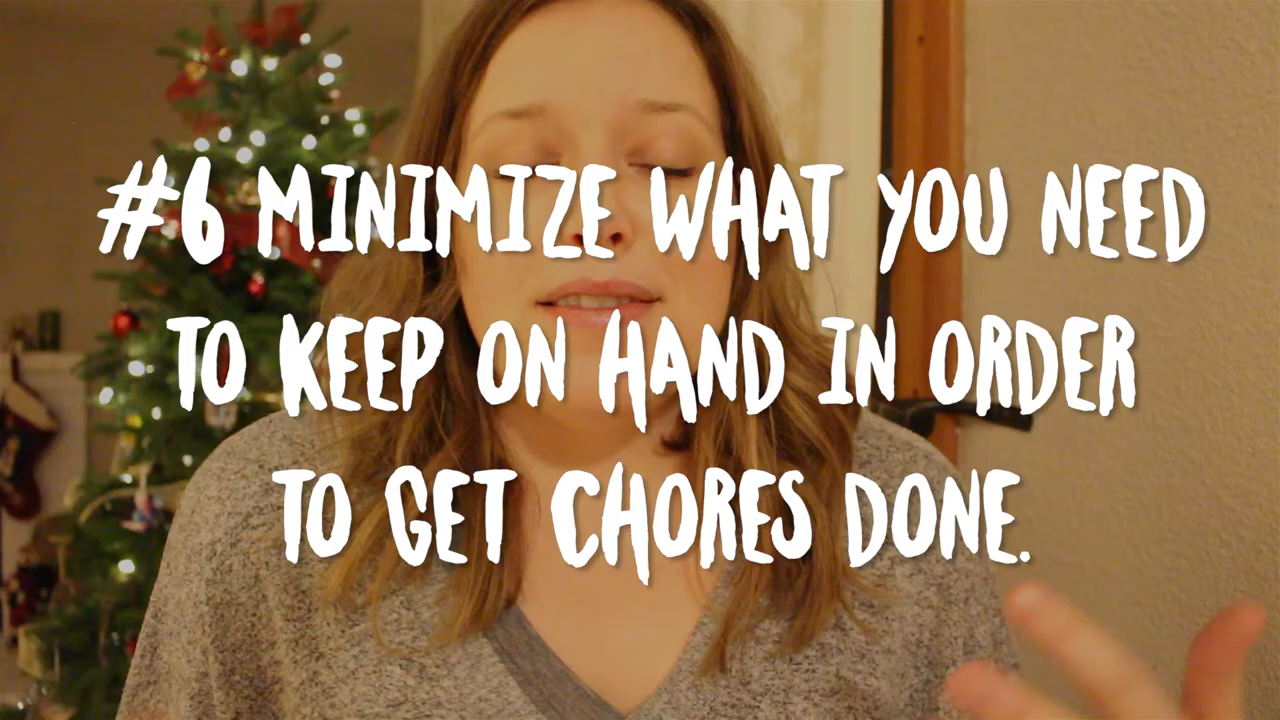 #6 MINIMIZE WHAT YOU NEED
TO KEEP ON HAND IN ORDER
TO GET CHORES DONE.